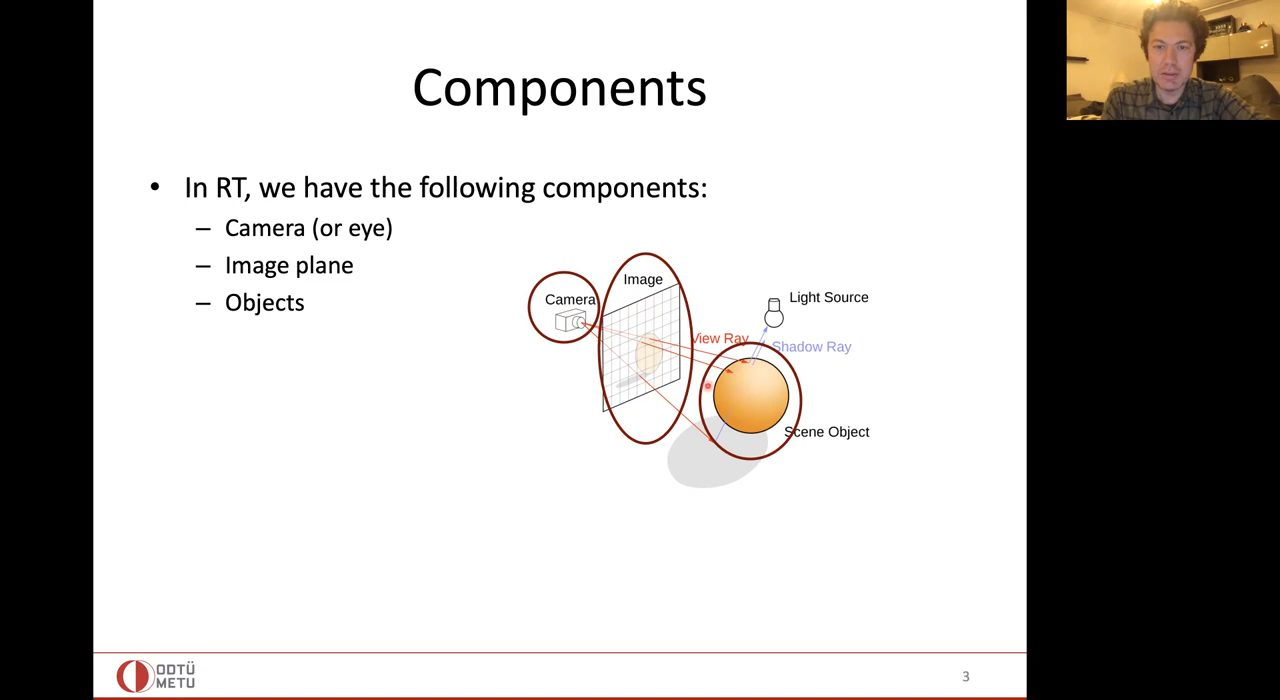 Components
• In RT, we have the following components:
– Camera (or eye)
– Image plane
– Objects
Camera
Image
Light Source
View Ray
Shadow Ray
Scene Object
ODTÜ
METU
3